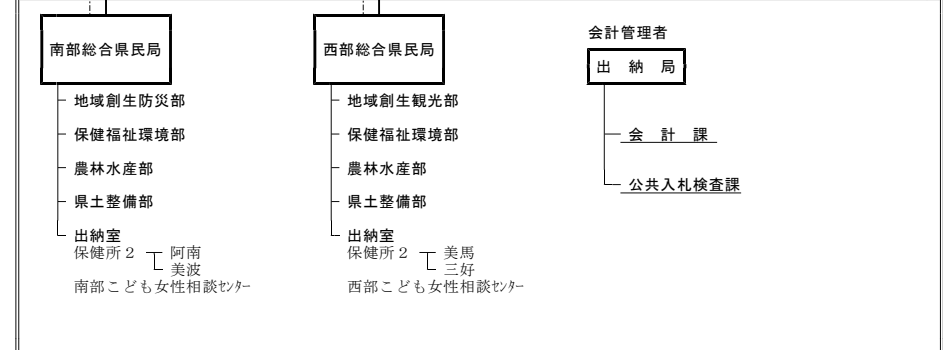 南部総合県民局
地域創生防災部
保健福祉環境部
農林水産部
県土整備部
出納室
保健所２ 阿南
美波
南部こども女性相談ｾﾝﾀｰ
西部総合県民局
地域創生観光部
保健福祉環境部
農林水産部
県土整備部
出納室
保健所２ 美馬
三好
西部こども女性相談ｾﾝﾀｰ
会計管理者
出　納　局
会　計　課
公共入札検査課